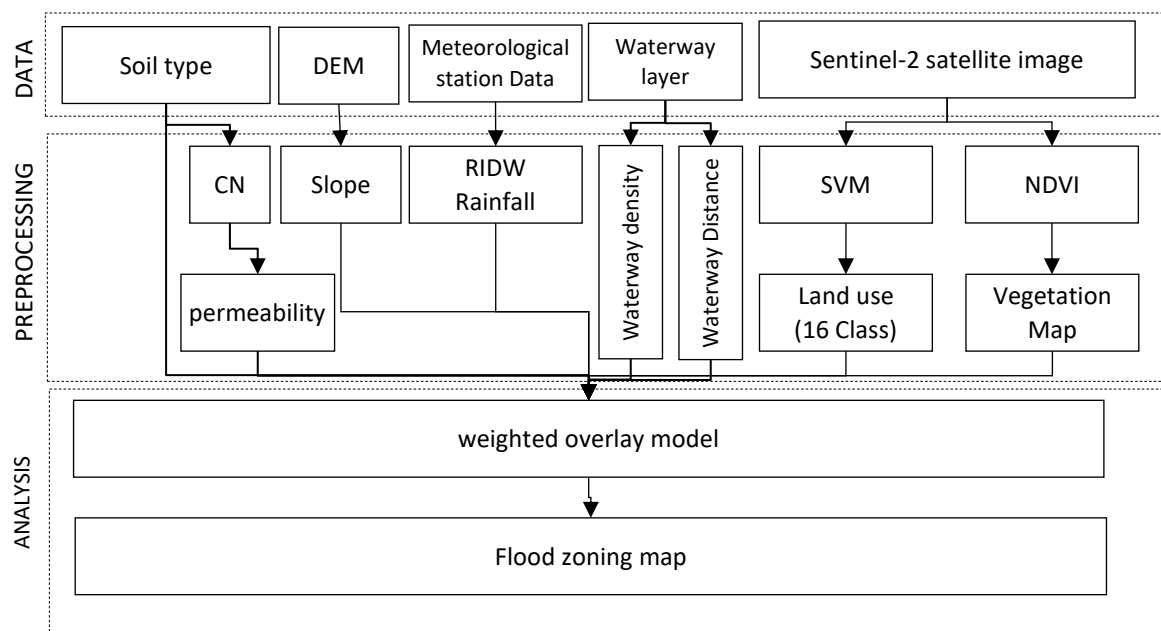 DATA
Soil type
DEM
Meteorological
station Data
Waterway
layer
Sentinel-2 satellite image
PREPROCESSING
CN
Slope
RIDW
Rainfall
Waterway density
Waterway Distance
SVM
NDVI
permeability
Land use
(16 Class)
Vegetation
Map
ANALYSIS
weighted overlay model
Flood zoning map